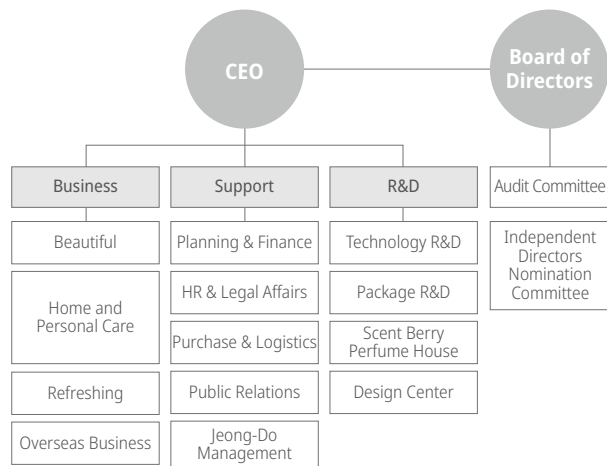 CEO
Board of
Directors
Business
Support
R&D
Audit Committee
Beautiful
Planning & Finance
Technology R&D
Independent
Directors
Nomination
Committee
Home and
Personal Care
HR & Legal Affairs
Package R&D
Purchase & Logistics
Scent Berry
Perfume House
Refreshing
Public Relations
Design Center
Overseas Business
Jeong-Do
Management